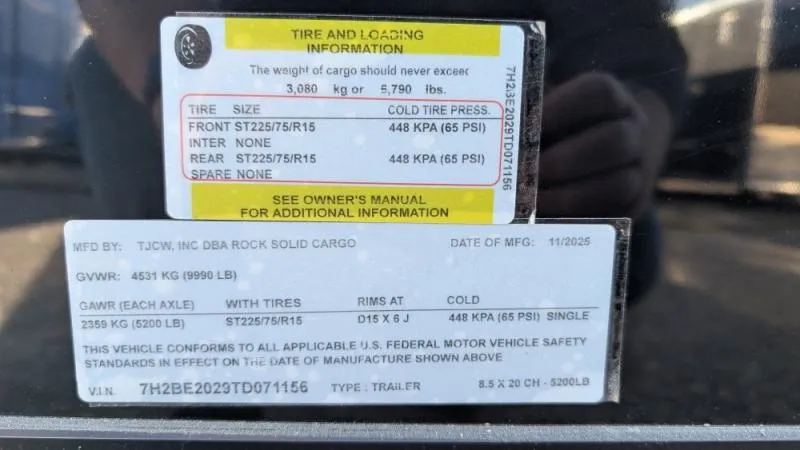 TIRE AND LOADING
INFORMATION
The weight of cargo should never exceed
3,080 kg or 6,790 lbs.
TIRE SIZE COLD TIRE PRESS.
FRONT ST225/75/R15 448 KPA (65 PSI)
INTER NONE
REAR ST225/75/R15 448 KPA (65 PSI)
SPARE NONE
SEE OWNER'S MANUAL
FOR ADDITIONAL INFORMATION
7H2BE2029TD071156
MFD BY: TJCW, INC DBA ROCK SOLID CARGO DATE OF MFG: 11/2025
GVWR: 4531 KG (9990 LB)
GAWR (EACH AXLE) WITH TIRES RIMS AT COLD
2359 KG (5200 LB) ST225/75/R15 D15 X 6 J 448 KPA (65 PSI) SINGLE
THIS VEHICLE CONFORMS TO ALL APPLICABLE U.S. FEDERAL MOTOR VEHICLE SAFETY
STANDARDS IN EFFECT ON THE DATE OF MANUFACTURE SHOWN ABOVE
V.I.N. 7H2BE2029TD071156 TYPE: TRAILER 8.5 X 20 CH - 5200LB